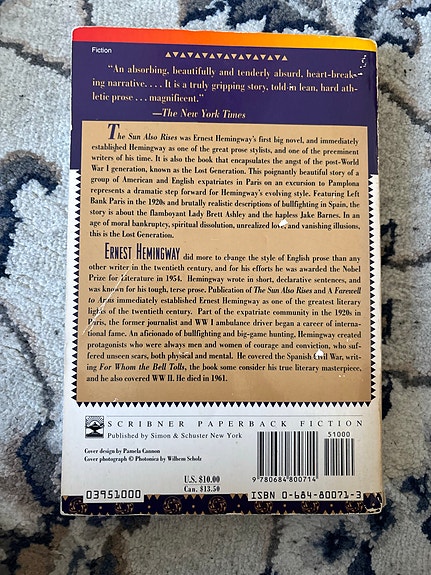 Fiction
"An absorbing, beautifully and tenderly absurd, heart-break-
ing narrative. . . . It is a truly gripping story, told in lean, hard ath-
letic prose . . . magnificent."
—The New York Times
The Sun Also Rises was Ernest Hemingway's first big novel, and immediately
established Hemingway as one of the great prose stylists, and one of the preeminent
writers of his time. It is also the book that encapsulates the angst of the post-World
War I generation, known as the Lost Generation. This poignantly beautiful story of a
group of American and English expatriates in Paris on an excursion to Pamplona
represents a dramatic step forward for Hemingway's evolving style. Featuring Left
Bank Paris in the 1920s and brutally realistic descriptions of bullfighting in Spain, the
story is about the flamboyant Lady Brett Ashley and the hapless Jake Barnes. In an
age of moral bankruptcy, spiritual dissolution, unrealized love, and vanishing illusions,
this is the Lost Generation.
ERNEST HEMINGWAY did more to change the style of English prose than any
other writer in the twentieth century, and for his efforts he was awarded the Nobel
Prize for Literature in 1954. Hemingway wrote in short, declarative sentences, and
was known for his tough, terse prose. Publication of The Sun Also Rises and A Farewell
to Arms immediately established Ernest Hemingway as one of the greatest literary
lights of the twentieth century. Part of the expatriate community in the 1920s in
Paris, the former journalist and WW I ambulance driver began a career of interna-
tional fame. An aficionado of bullfighting and big-game hunting, Hemingway created
protagonists who were always men and women of courage and conviction, who suf-
fered unseen scars, both physical and mental. He covered the Spanish Civil War, writ-
ing For Whom the Bell Tolls, the book some consider his true literary masterpiece,
and he also covered WW II. He died in 1961.
SCRIBNER PAPERBACK FICTION
Published by Simon & Schuster New York
Cover design by Pamela Cannon
Cover photograph © Photonica by Wilhem Scholz
U.S. $10.00
Can. $13.50
03951000
51000
9 780684 800714
ISBN 0-684-80071-3